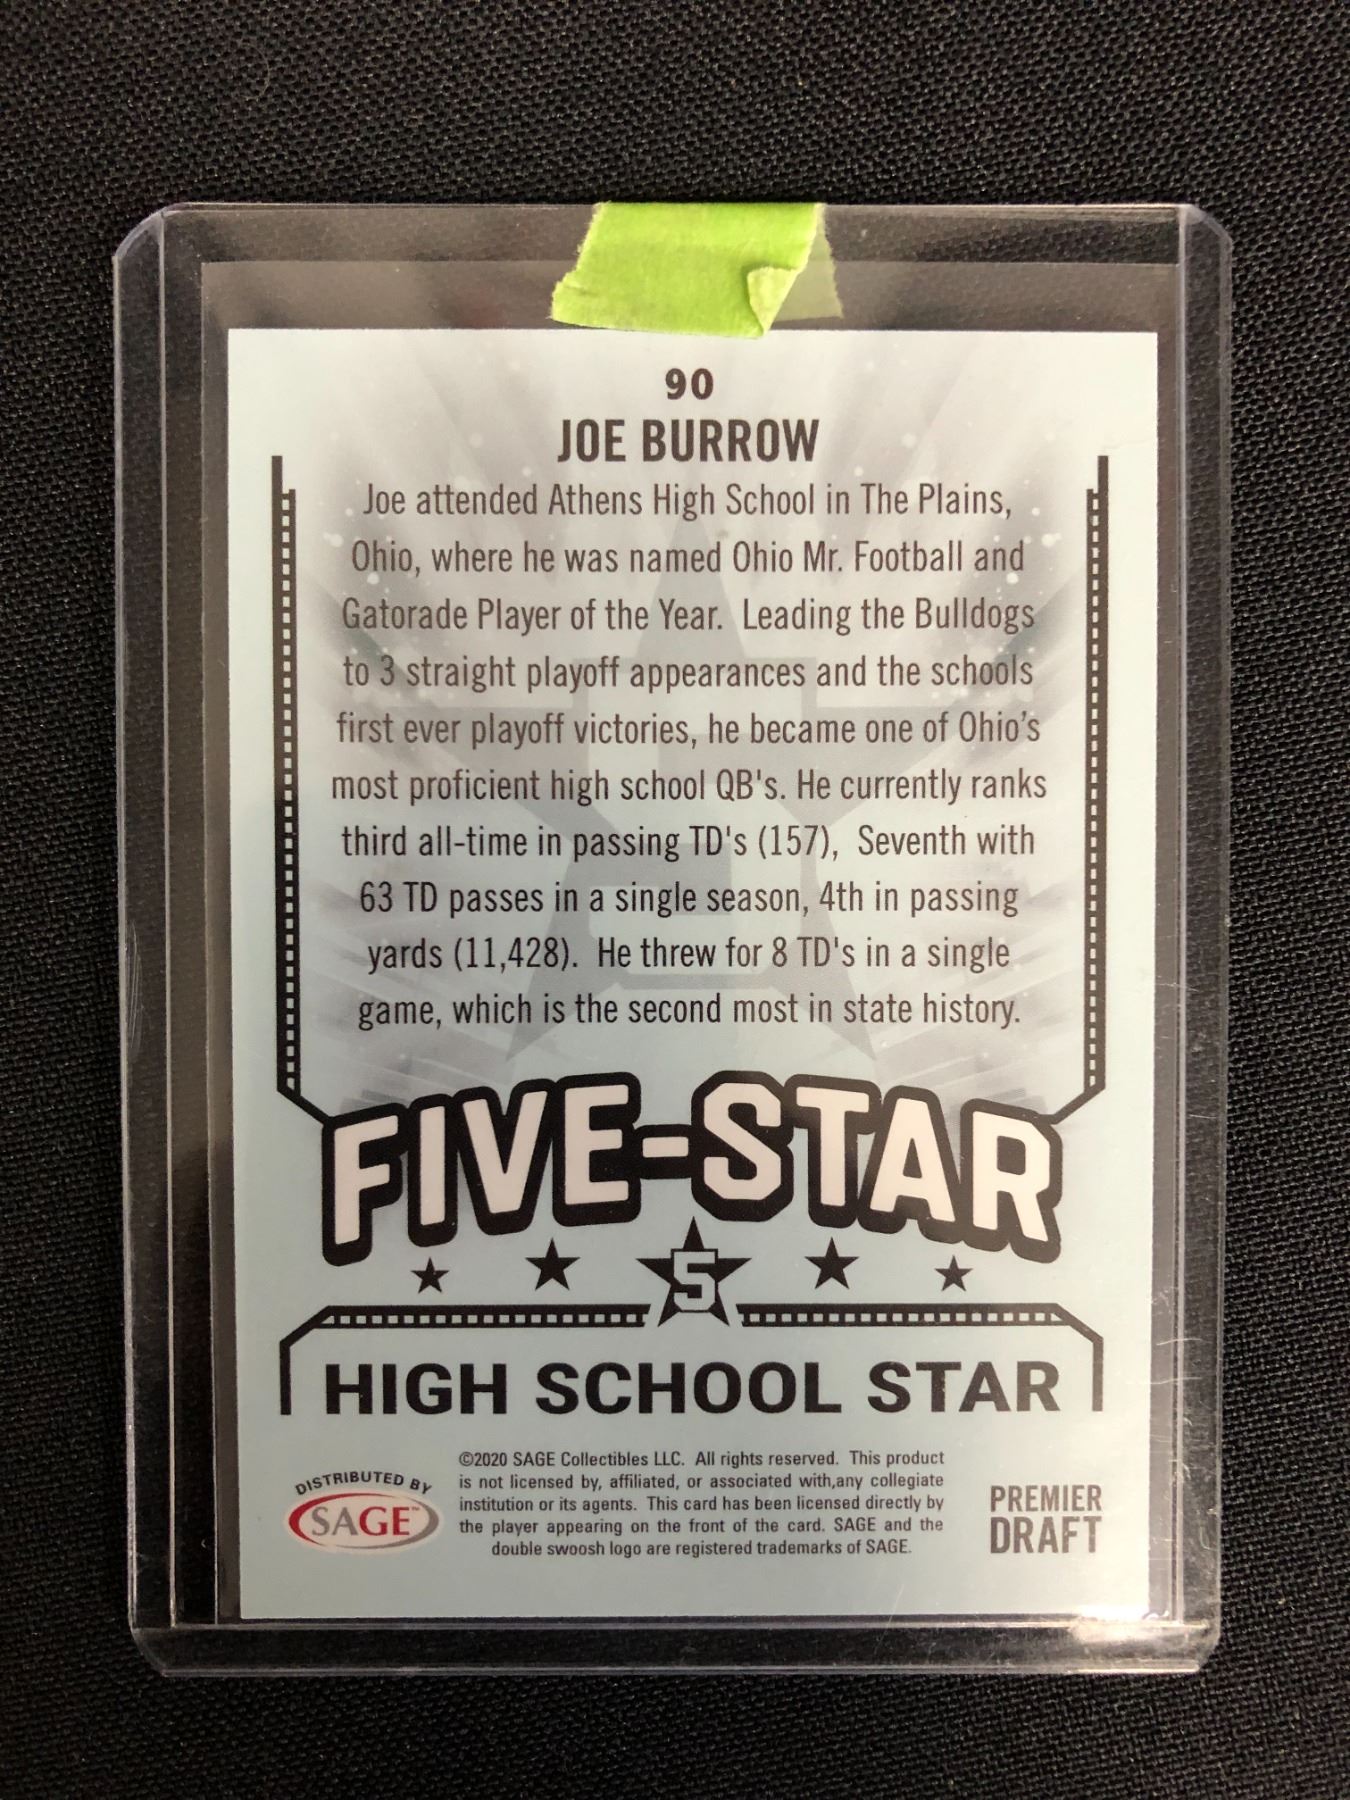 90
JOE BURROW
Joe attended Athens High School in The Plains,
Ohio, where he was named Ohio Mr. Football and
Gatorade Player of the Year.  Leading the Bulldogs
to 3 straight playoff appearances and the schools
first ever playoff victories, he became one of Ohio's
most proficient high school QB's. He currently ranks
third all-time in passing TD's (157),  Seventh with
63 TD passes in a single season, 4th in passing
yards (11,428).  He threw for 8 TD's in a single
game, which is the second most in state history.
FIVE-STAR
5
HIGH SCHOOL STAR
DISTRIBUTED BY
SAGE™
©2020 SAGE Collectibles LLC.  All rights reserved.  This product
is not licensed by, affiliated, or associated with,any collegiate
institution or its agents.  This card has been licensed directly by
the player appearing on the front of the card. SAGE and the
double swoosh logo are registered trademarks of SAGE.
PREMIER
DRAFT